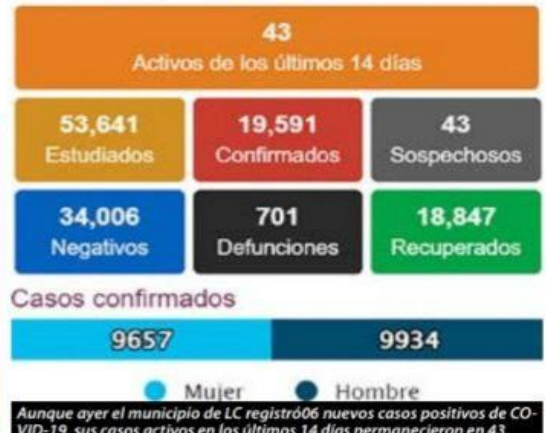 43
Activos de los últimos 14 días
53,641
Estudiados
19,591
Confirmados
43
Sospechosos
34,006
Negativos
701
Defunciones
18,847
Recuperados
Casos confirmados
9657
9934
Mujer
Hombre
Aunque ayer el municipio de LC registró06 nuevos casos positivos de CO-
VID-19, sus casos activos en los últimos 14 días permanecieron en 43